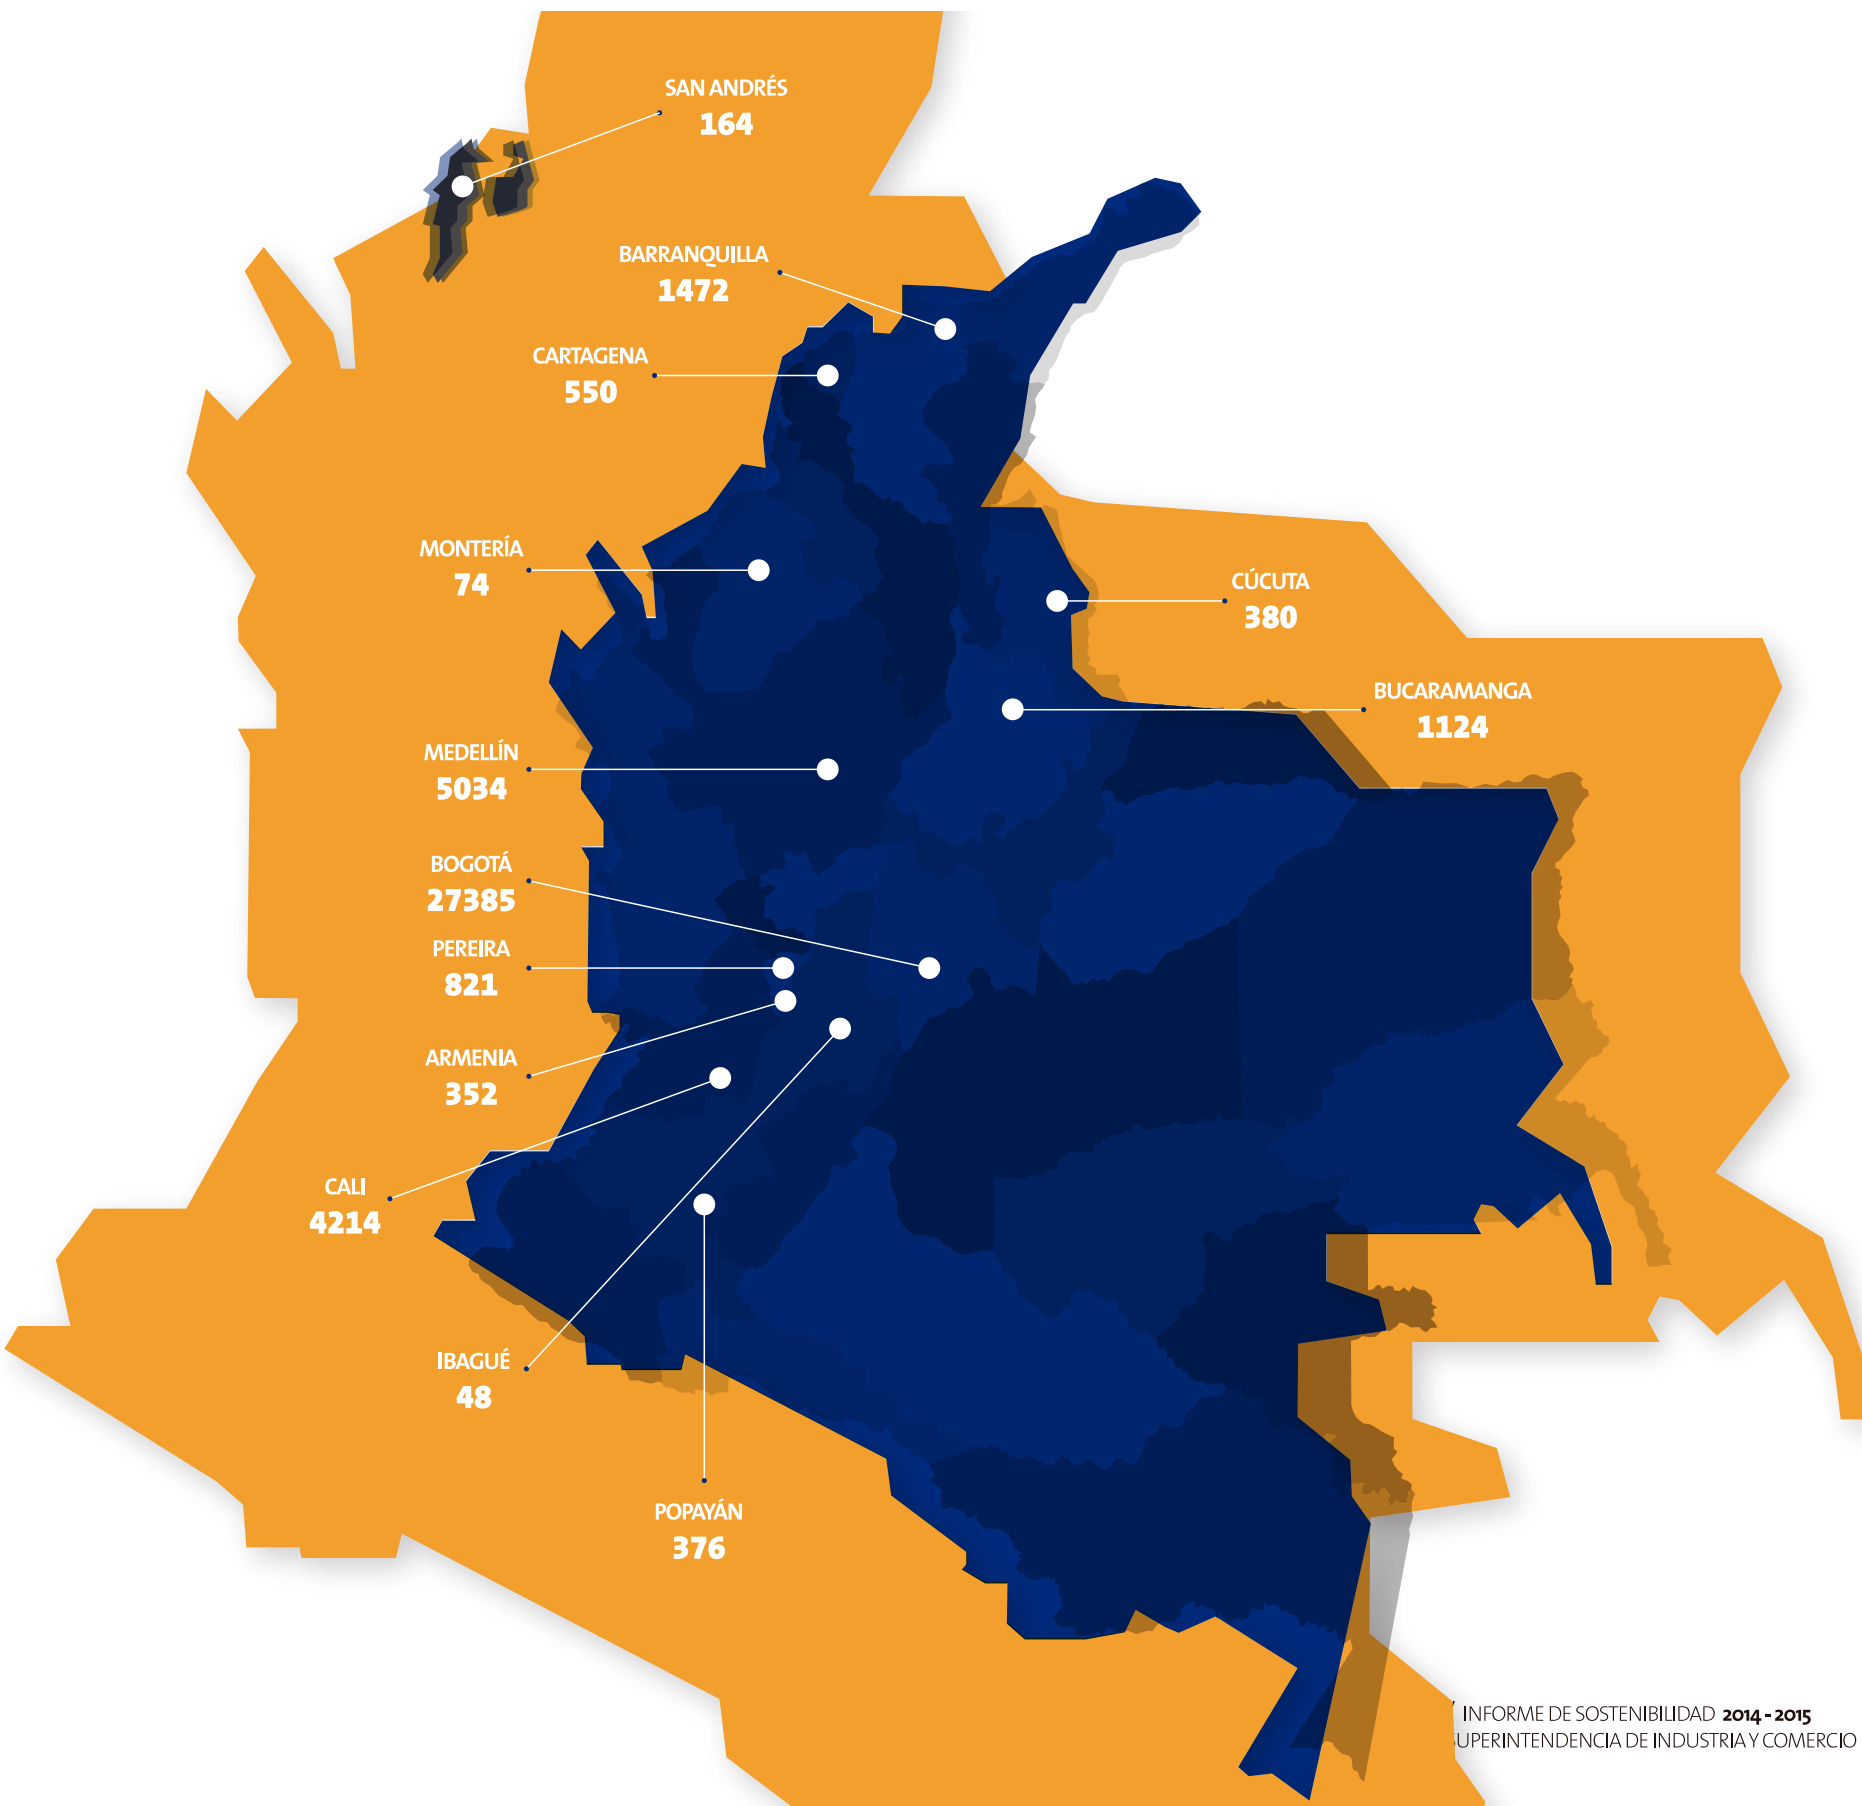 SAN ANDRÉS
164
BARRANQUILLA
1472
CARTAGENA
550
MONTERÍA
74
CÚCUTA
380
BUCARAMANGA
1124
MEDELLÍN
5034
BOGOTÁ
27385
PEREIRA
821
ARMENIA
352
CALI
4214
IBAGUÉ
48
POPAYÁN
376
INFORME DE SOSTENIBILIDAD 2014 - 2015
SUPERINTENDENCIA DE INDUSTRIA Y COMERCIO